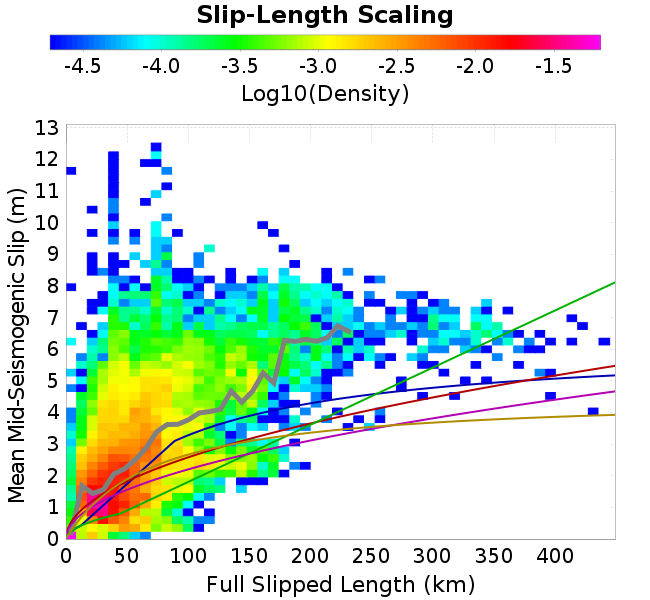 Slip-Length Scaling
-4.5 -4.0 -3.5 -3.0 -2.5 -2.0 -1.5
Log10(Density)
13
12
11
10
9
8
7
6
5
4
3
2
1
0
Mean Mid-Seismogenic Slip (m)
0 50 100 150 200 250 300 350 400
Full Slipped Length (km)